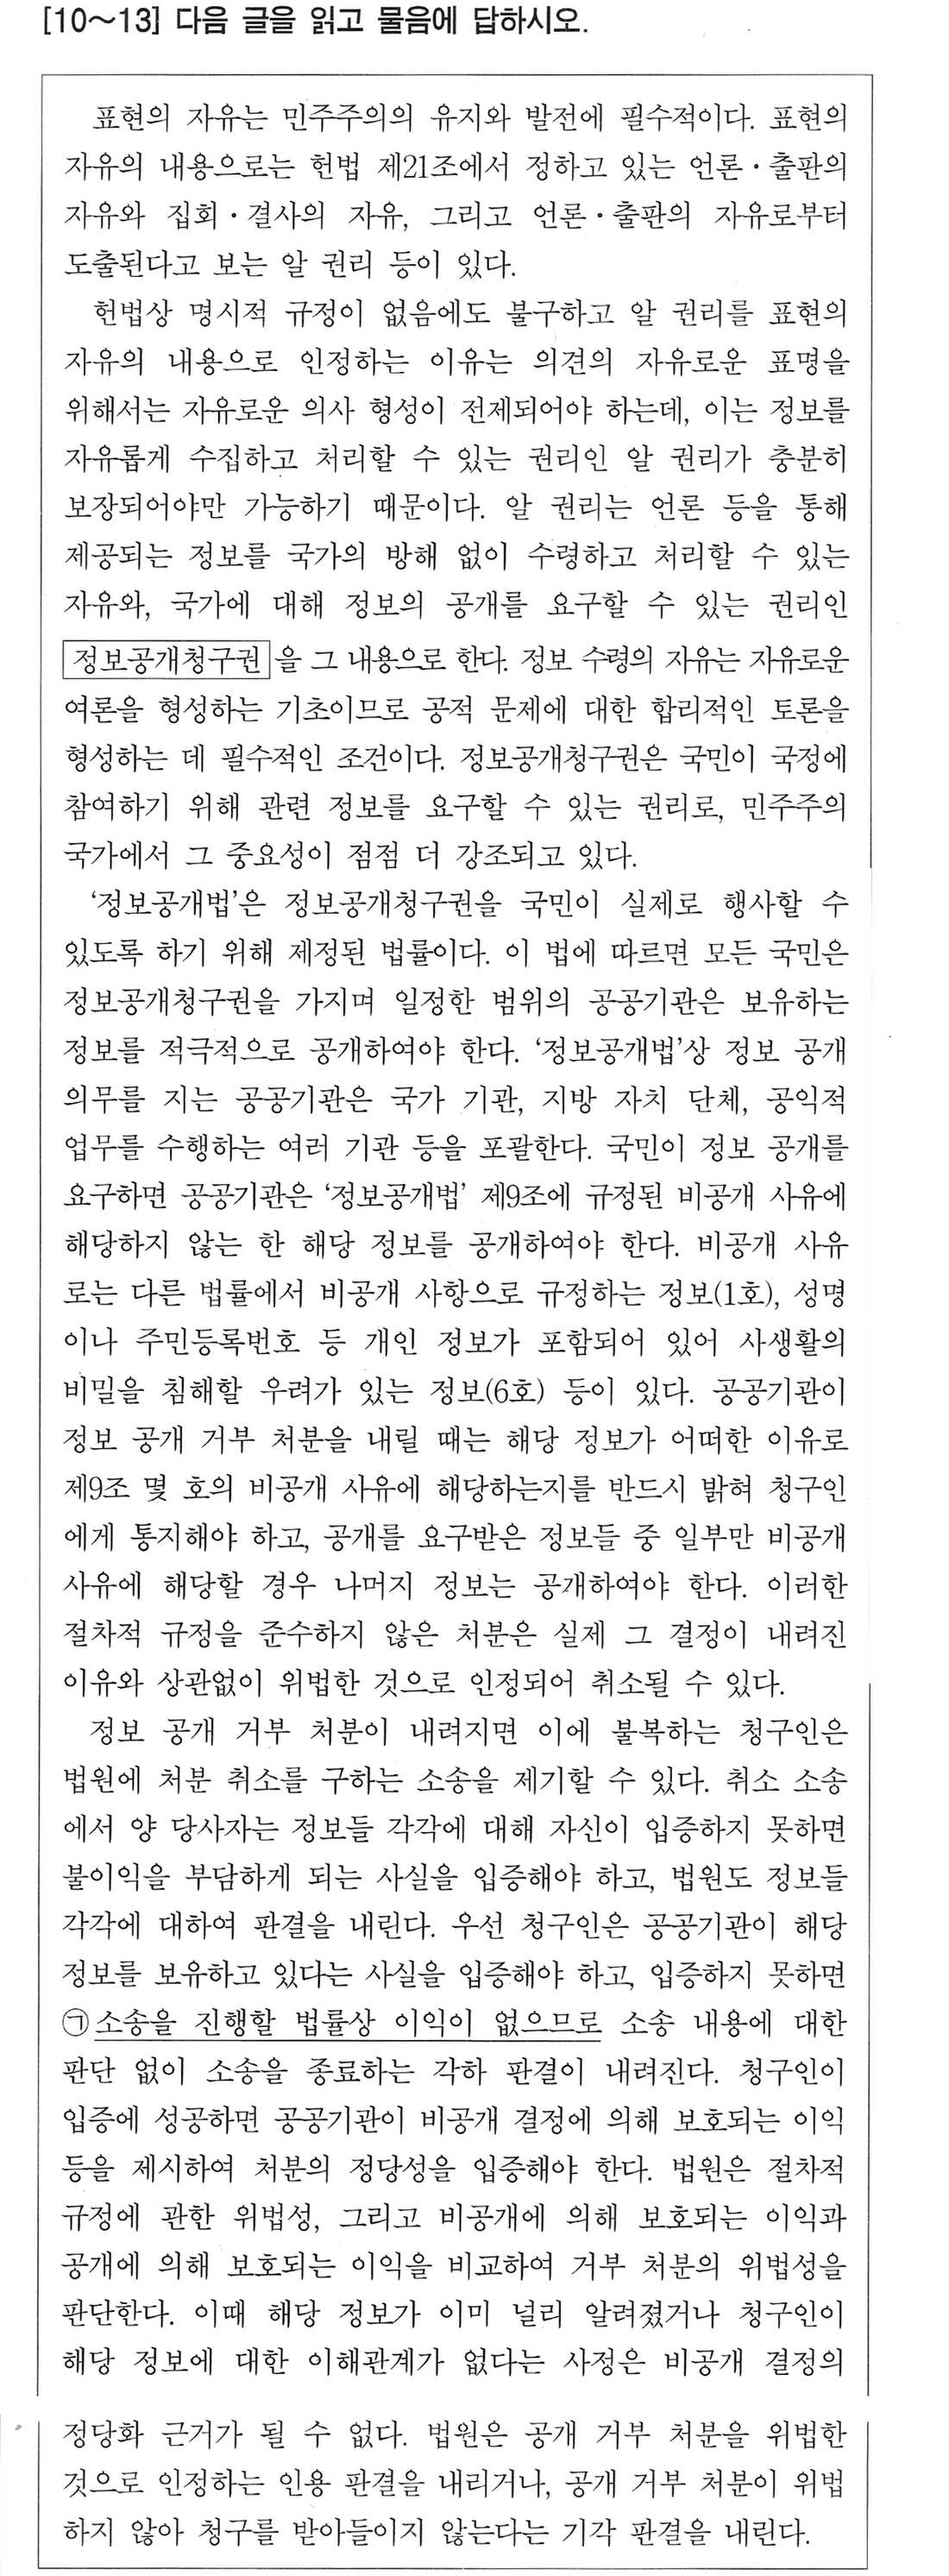 [10～13] 다음 글을 읽고 물음에 답하시오.
표현의 자유는 민주주의의 유지와 발전에 필수적이다. 표현의
자유의 내용으로는 헌법 제21조에서 정하고 있는 언론·출판의
자유와 집회·결사의 자유, 그리고 언론·출판의 자유로부터
도출된다고 보는 알 권리 등이 있다.
헌법상 명시적 규정이 없음에도 불구하고 알 권리를 표현의
자유의 내용으로 인정하는 이유는 의견의 자유로운 표명을
위해서는 자유로운 의사 형성이 전제되어야 하는데, 이는 정보를
자유롭게 수집하고 처리할 수 있는 권리인 알 권리가 충분히
보장되어야만 가능하기 때문이다. 알 권리는 언론 등을 통해
제공되는 정보를 국가의 방해 없이 수령하고 처리할 수 있는
자유와, 국가에 대해 정보의 공개를 요구할 수 있는 권리인
정보공개청구권을 그 내용으로 한다. 정보 수령의 자유는 자유로운
여론을 형성하는 기초이므로 공적 문제에 대한 합리적인 토론을
형성하는 데 필수적인 조건이다. 정보공개청구권은 국민이 국정에
참여하기 위해 관련 정보를 요구할 수 있는 권리로, 민주주의
국가에서 그 중요성이 점점 더 강조되고 있다.
‘정보공개법’은 정보공개청구권을 국민이 실제로 행사할 수
있도록 하기 위해 제정된 법률이다. 이 법에 따르면 모든 국민은
정보공개청구권을 가지며 일정한 범위의 공공기관은 보유하는
정보를 적극적으로 공개하여야 한다. ‘정보공개법’상 정보 공개
의무를 지는 공공기관은 국가 기관, 지방 자치 단체, 공익적
업무를 수행하는 여러 기관 등을 포괄한다. 국민이 정보 공개를
요구하면 공공기관은 ‘정보공개법’ 제9조에 규정된 비공개 사유에
해당하지 않는 한 해당 정보를 공개하여야 한다. 비공개 사유
로는 다른 법률에서 비공개 사항으로 규정하는 정보(1호), 성명
이나 주민등록번호 등 개인 정보가 포함되어 있어 사생활의
비밀을 침해할 우려가 있는 정보(6호) 등이 있다. 공공기관이
정보 공개 거부 처분을 내릴 때는 해당 정보가 어떠한 이유로
제9조 몇 호의 비공개 사유에 해당하는지를 반드시 밝혀 청구인
에게 통지해야 하고, 공개를 요구받은 정보들 중 일부만 비공개
사유에 해당할 경우 나머지 정보는 공개하여야 한다. 이러한
절차적 규정을 준수하지 않은 처분은 실제 그 결정이 내려진
이유와 상관없이 위법한 것으로 인정되어 취소될 수 있다.
정보 공개 거부 처분이 내려지면 이에 불복하는 청구인은
법원에 처분 취소를 구하는 소송을 제기할 수 있다. 취소 소송
에서 양 당사자는 정보들 각각에 대해 자신이 입증하지 못하면
불이익을 부담하게 되는 사실을 입증해야 하고, 법원도 정보들
각각에 대하여 판결을 내린다. 우선 청구인은 공공기관이 해당
정보를 보유하고 있다는 사실을 입증해야 하고, 입증하지 못하면
㉠소송을 진행할 법률상 이익이 없으므로 소송 내용에 대한
판단 없이 소송을 종료하는 각하 판결이 내려진다. 청구인이
입증에 성공하면 공공기관이 비공개 결정에 의해 보호되는 이익
등을 제시하여 처분의 정당성을 입증해야 한다. 법원은 절차적
규정에 관한 위법성, 그리고 비공개에 의해 보호되는 이익과
공개에 의해 보호되는 이익을 비교하여 거부 처분의 위법성을
판단한다. 이때 해당 정보가 이미 널리 알려졌거나 청구인이
해당 정보에 대한 이해관계가 없다는 사정은 비공개 결정의
정당화 근거가 될 수 없다. 법원은 공개 거부 처분을 위법한
것으로 인정하는 인용 판결을 내리거나, 공개 거부 처분이 위법
하지 않아 청구를 받아들이지 않는다는 기각 판결을 내린다.